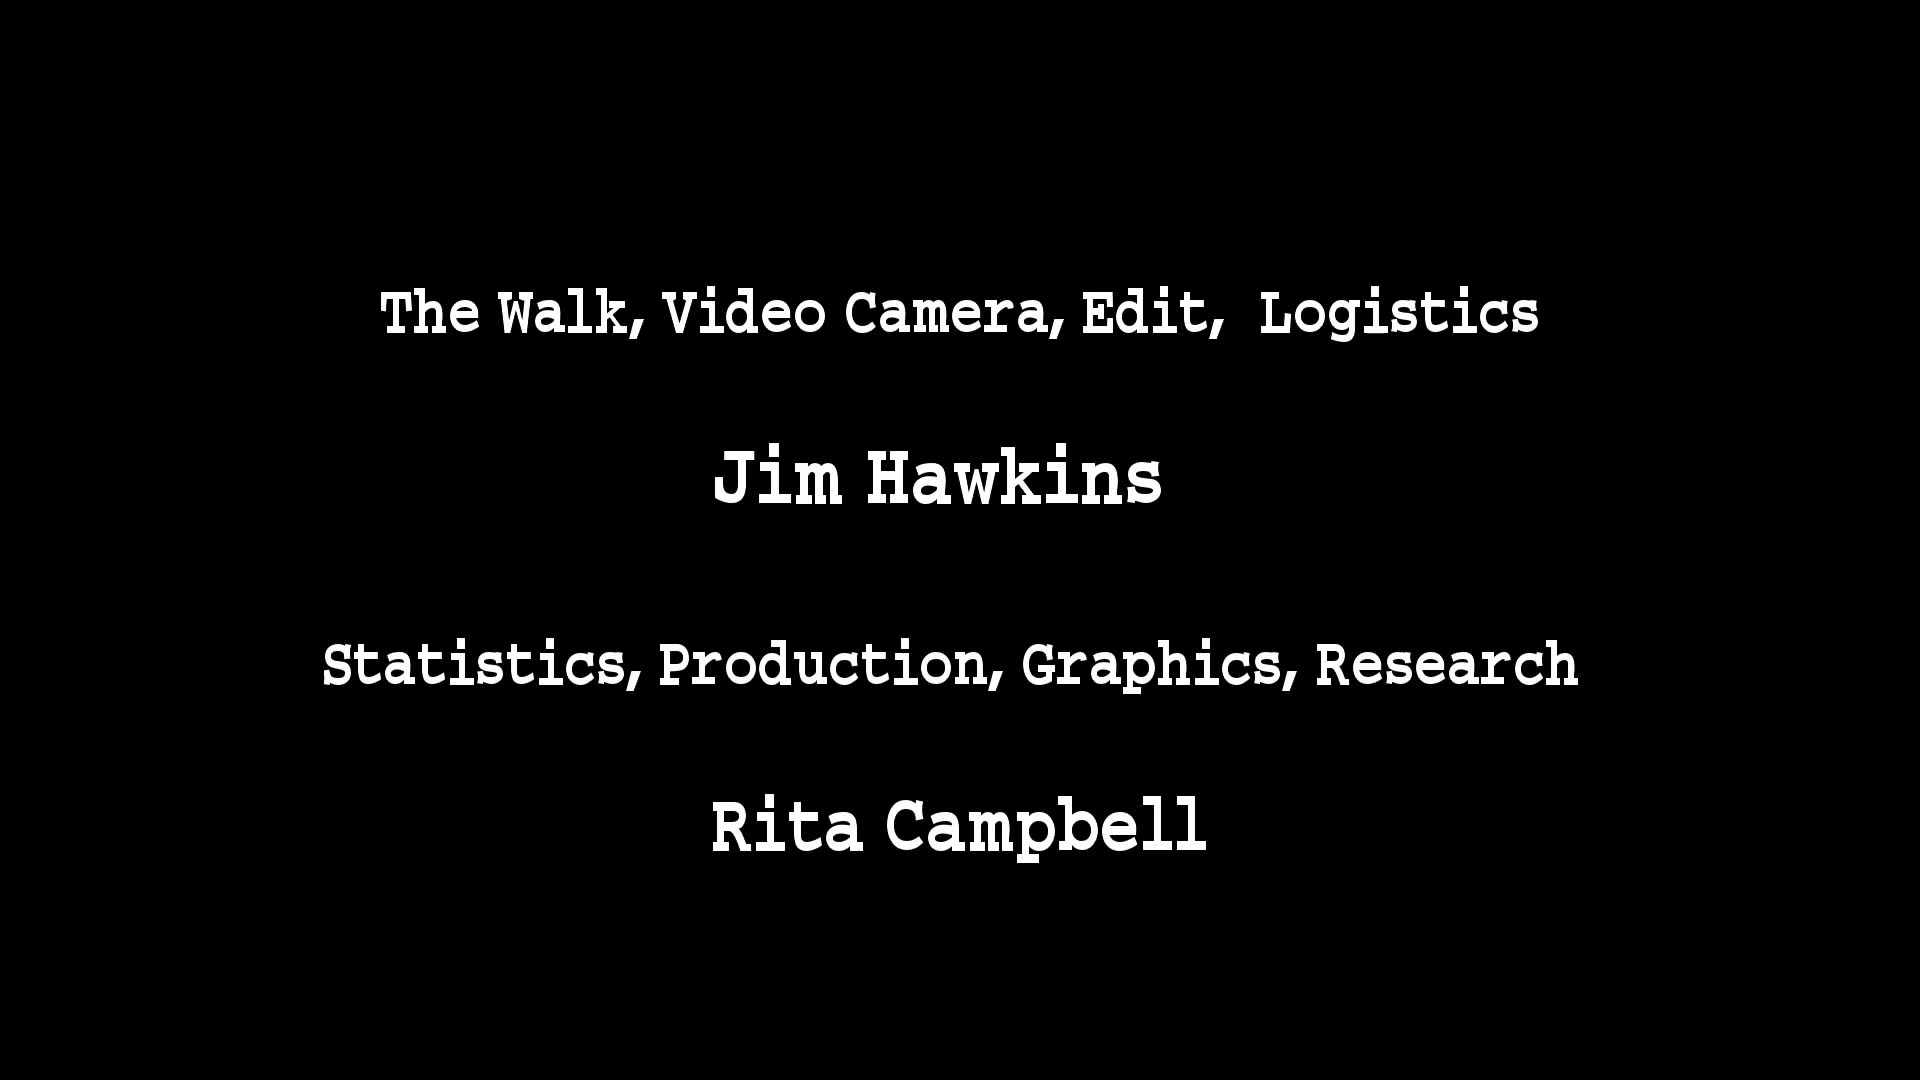 The Walk, Video Camera, Edit, Logistics
Jim Hawkins
Statistics, Production, Graphics, Research
Rita Campbell